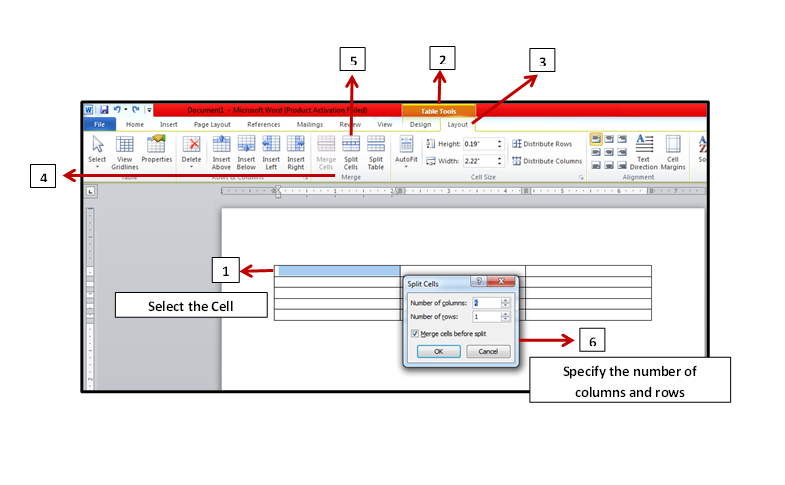 5
2
3
Document1 - Microsoft Word (Product Activation Failed)
Table Tools
File Home Insert Page Layout References Mailings Review View Design Layout
Select
View Gridlines
Properties
Delete
Insert Above
Insert Below
Insert Left
Insert Right
Merge Cells
Split Cells
Split Table
AutoFit
Height: 0.19"
Width: 2.22"
Distribute Rows
Distribute Columns
Text Direction
Cell Margins
Table
Rows & Columns
Merge
Cell Size
Alignment
4
1
Select the Cell
Split Cells
Number of columns: 2
Number of rows: 1
Merge cells before split
OK Cancel
6
Specify the number of
columns and rows